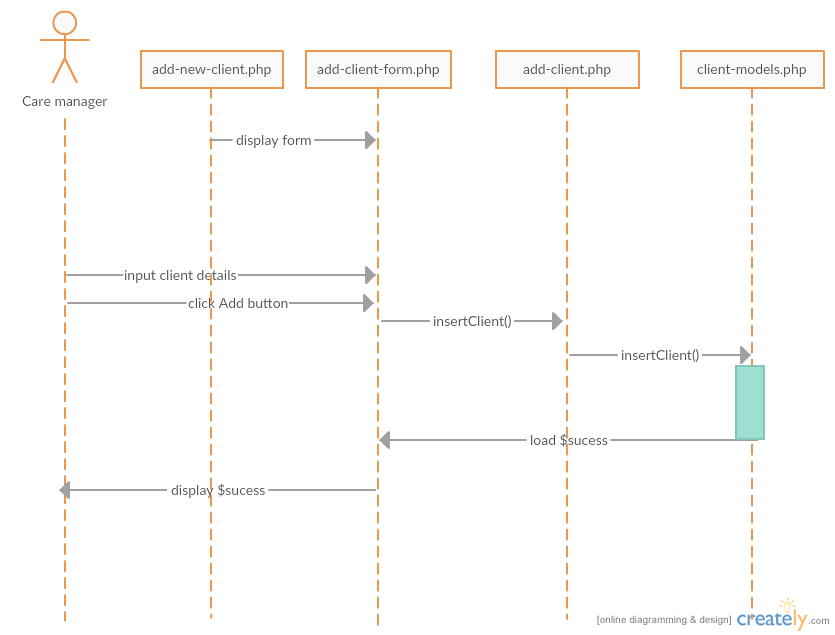 Care manager
add-new-client.php
add-client-form.php
add-client.php
client-models.php
display form
input client details
click Add button
insertClient()
insertClient()
load $sucess
display $sucess
[online diagramming & design] creately.com